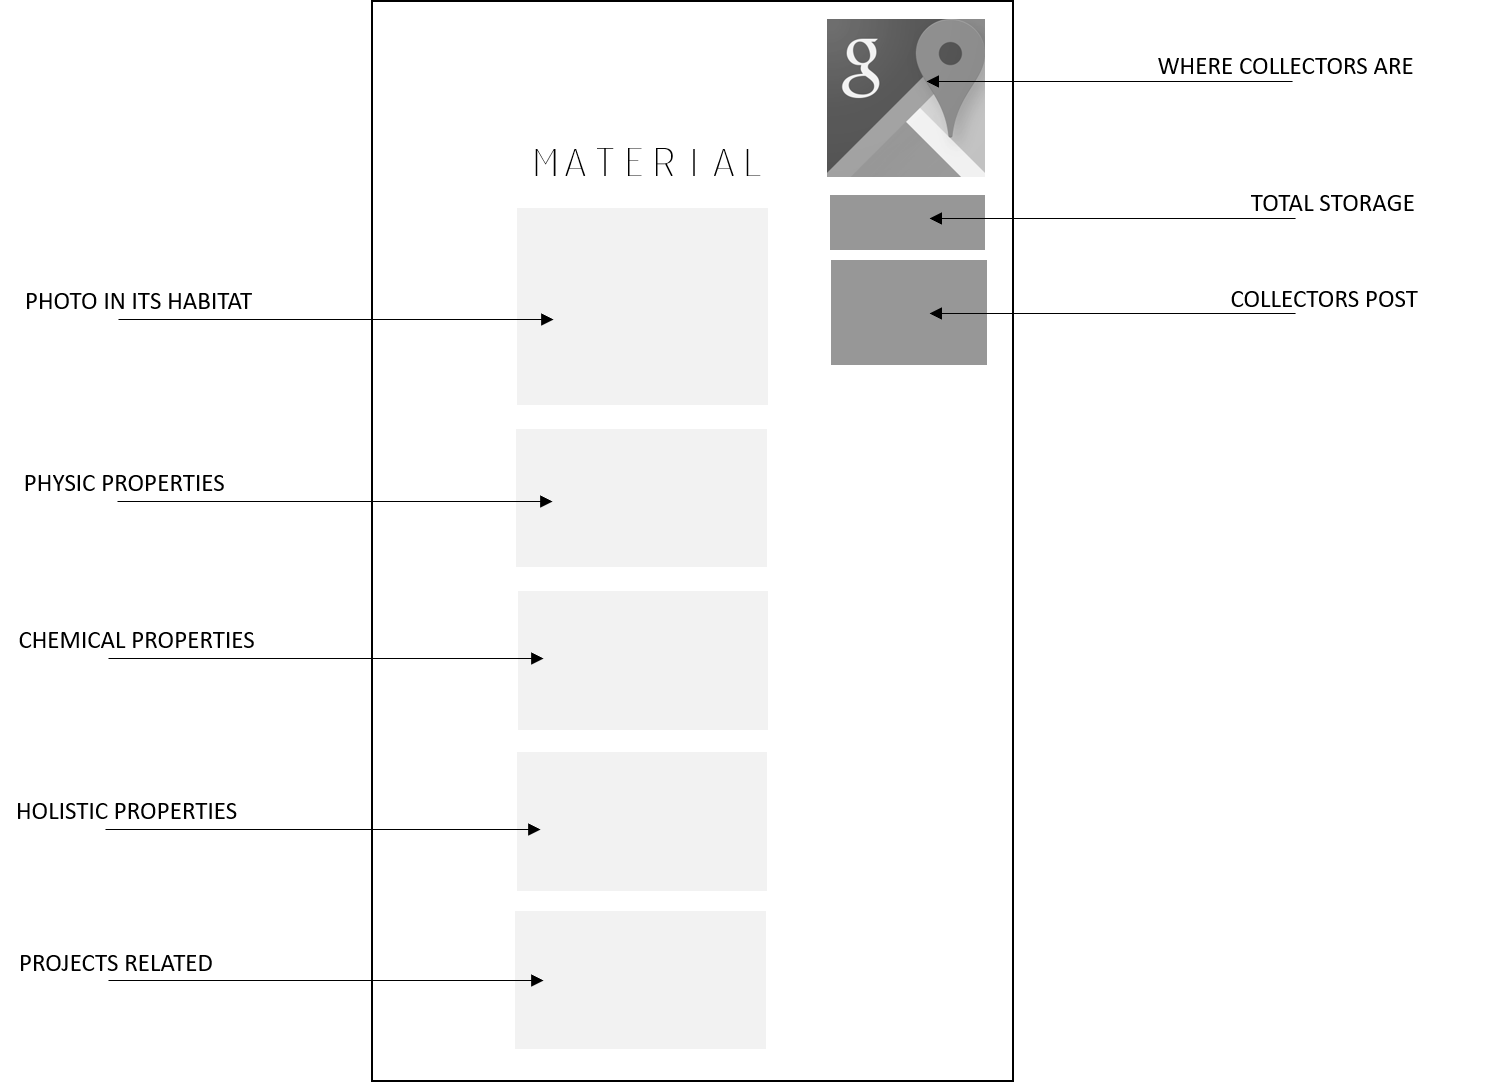 WHERE COLLECTORS ARE
g
MATERIAL
TOTAL STORAGE
PHOTO IN ITS HABITAT
COLLECTORS POST
PHYSIC PROPERTIES
CHEMICAL PROPERTIES
HOLISTIC PROPERTIES
PROJECTS RELATED